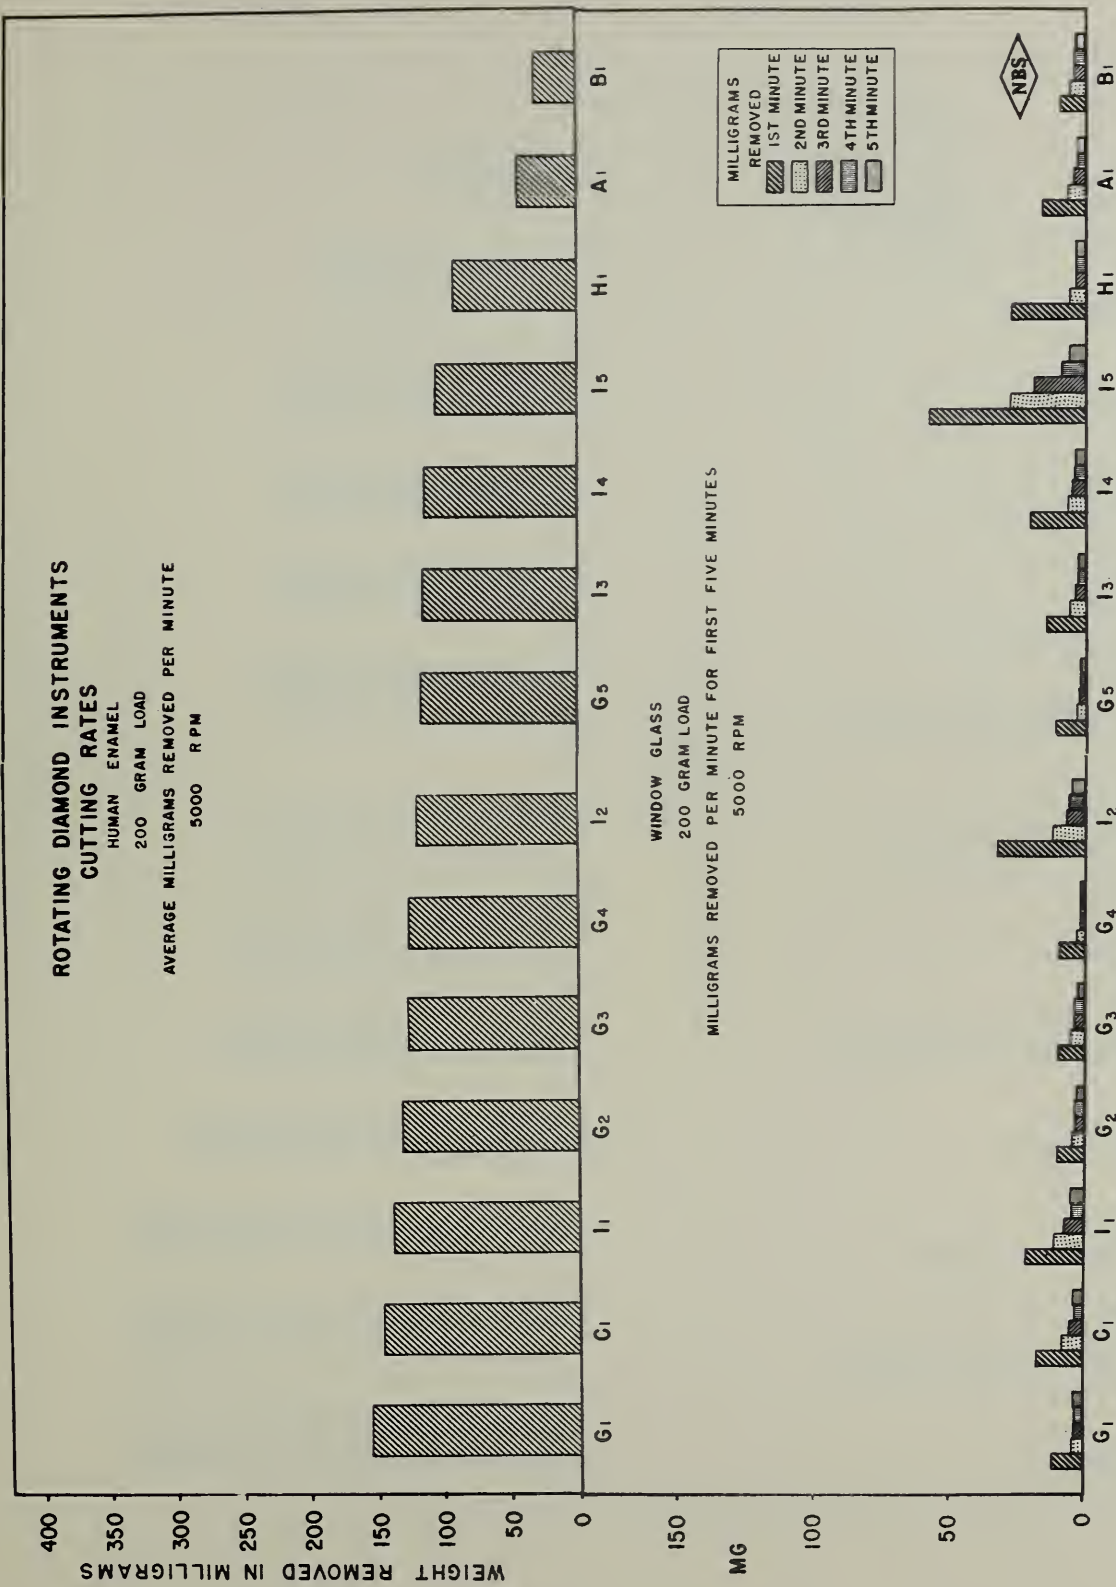 ROTATING DIAMOND INSTRUMENTS
CUTTING RATES
HUMAN ENAMEL
200 GRAM LOAD
AVERAGE MILLIGRAMS REMOVED PER MINUTE
5000 RPM
WEIGHT REMOVED IN MILLIGRAMS
400
350
300
250
200
150
100
50
0
G1 C1 I1 G2 G3 G4 I2 G5 I3 I4 I5 H1 A1 B1
WINDOW GLASS
200 GRAM LOAD
MILLIGRAMS REMOVED PER MINUTE FOR FIRST FIVE MINUTES
5000 RPM
MILLIGRAMS
REMOVED
1ST MINUTE
2ND MINUTE
3RD MINUTE
4TH MINUTE
5TH MINUTE
NBS
MG
150
100
50
0
G1 C1 I1 G2 G3 G4 I2 G5 I3 I4 I5 H1 A1 B1